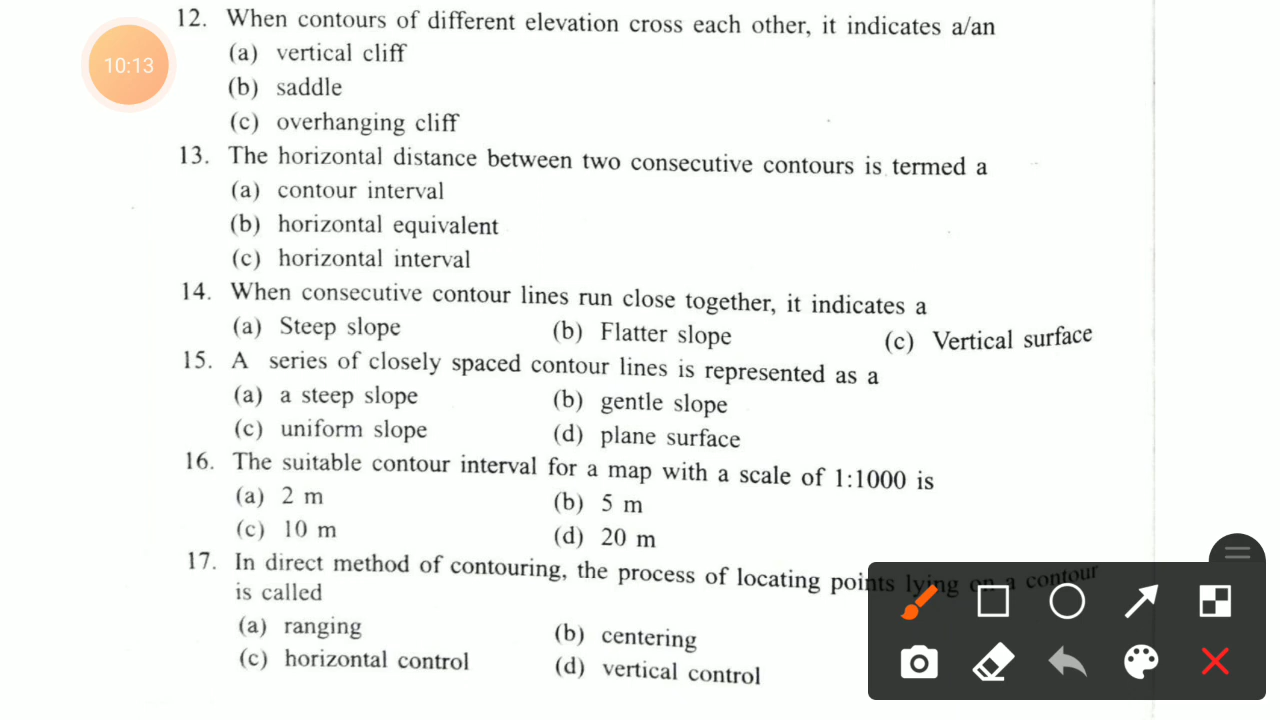 12. When contours of different elevation cross each other, it indicates a/an
10:13
(a) vertical cliff
(b) saddle
(c) overhanging cliff
13. The horizontal distance between two consecutive contours is termed a
(a) contour interval
(b) horizontal equivalent
(c) horizontal interval
14. When consecutive contour lines run close together, it indicates a
(a) Steep slope (b) Flatter slope (c) Vertical surface
15. A series of closely spaced contour lines is represented as a
(a) a steep slope (b) gentle slope
(c) uniform slope (d) plane surface
16. The suitable contour interval for a map with a scale of 1:1000 is
(a) 2 m (b) 5 m
(c) 10 m (d) 20 m
17. In direct method of contouring, the process of locating points lying on a contour
is called
(a) ranging (b) centering
(c) horizontal control (d) vertical control